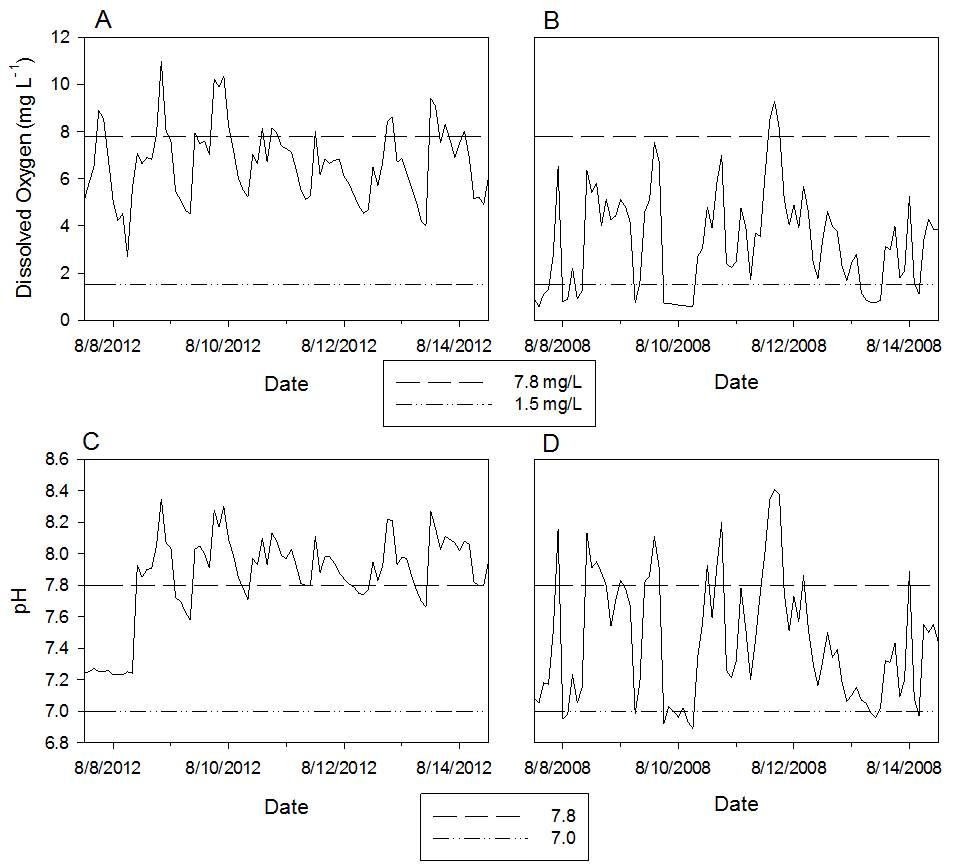 A
B
Dissolved Oxygen (mg L-1)
12
10
8
6
4
2
0
8/8/2012 8/10/2012 8/12/2012 8/14/2012
8/8/2008 8/10/2008 8/12/2008 8/14/2008
Date
Date
7.8 mg/L
1.5 mg/L
C
D
pH
8.6
8.4
8.2
8.0
7.8
7.6
7.4
7.2
7.0
6.8
8/8/2012 8/10/2012 8/12/2012 8/14/2012
8/8/2008 8/10/2008 8/12/2008 8/14/2008
Date
Date
7.8
7.0